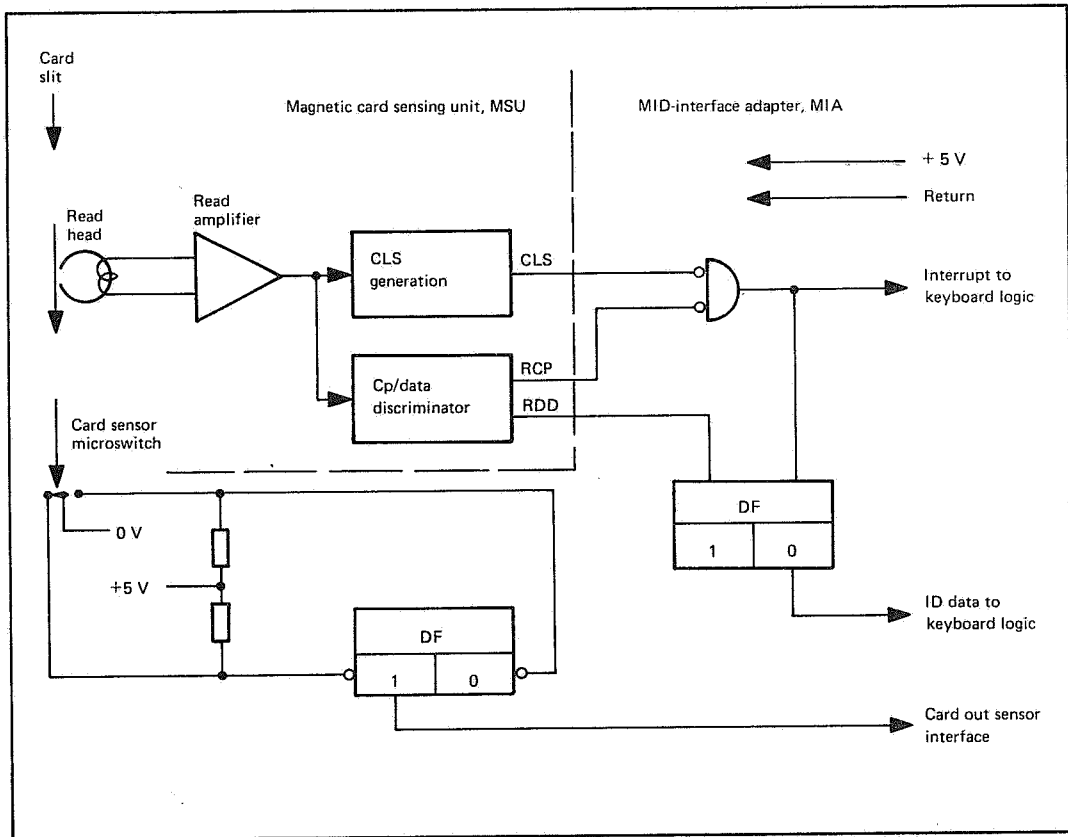 Card
slit
Magnetic card sensing unit, MSU
MID-interface adapter, MIA
+ 5 V
Return
Read
head
Read
amplifier
CLS
generation
CLS
Interrupt to
keyboard logic
Cp/data
discriminator
RCP
RDD
Card sensor
microswitch
0 V
+5 V
DF
1
0
ID data to
keyboard logic
DF
1
0
Card out sensor
interface